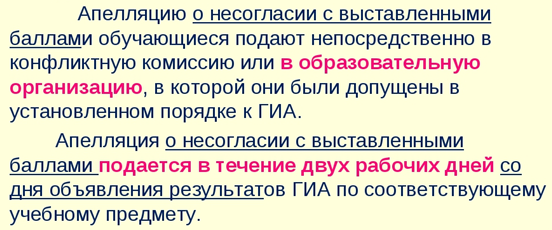 Апелляцию о несогласии с выставленными
баллами обучающиеся подают непосредственно в
конфликтную комиссию или в образовательную
организацию, в которой они были допущены в
установленном порядке к ГИА.
Апелляция о несогласии с выставленными
баллами подается в течение двух рабочих дней со
дня объявления результатов ГИА по соответствующему
учебному предмету.